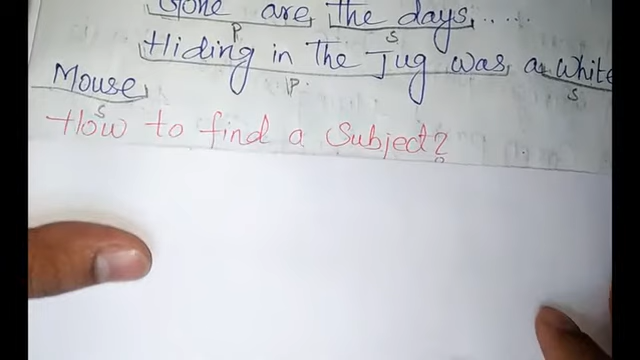 Gone are the days.....
P S
Hiding in the Jug was a white
P S
Mouse
S
How to find a Subject?